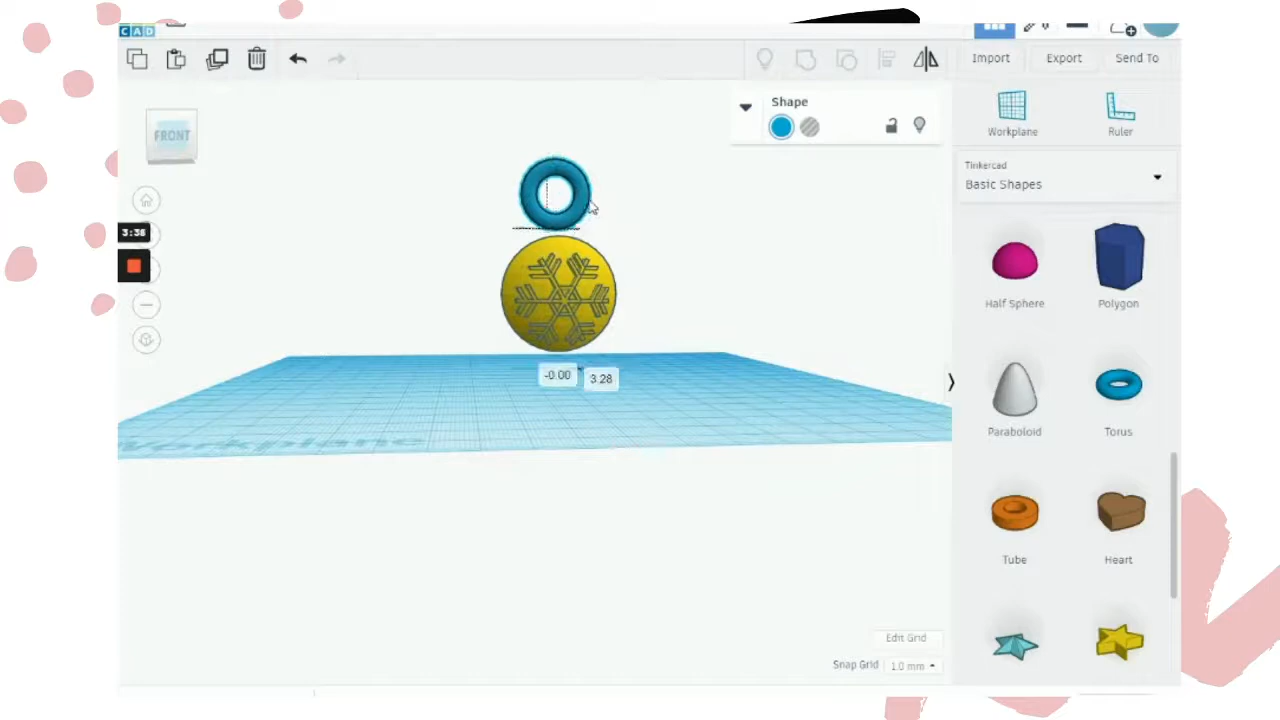 CAD
Import
Export
Send To
FRONT
Shape
Workplane
Ruler
Tinkercad
Basic Shapes
3:38
Half Sphere
Polygon
-0.00
3.28
Paraboloid
Torus
workplane
Tube
Heart
Edit Grid
Snap Grid
1.0 mm